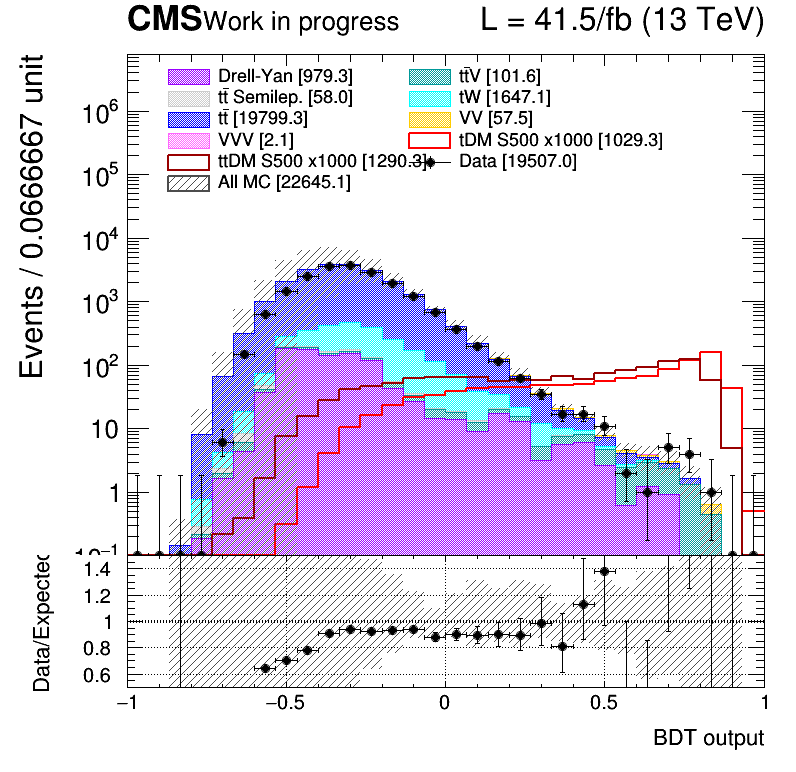 CMS Work in progress L = 41.5/fb (13 TeV)
Events / 0.0666667 unit
Drell-Yan [979.3] tt̄V [101.6]
tt̄ Semilep. [58.0] tW [1647.1]
tt̄ [19799.3] VV [57.5]
VVV [2.1] tDM S500 x1000 [1029.3]
ttDM S500 x1000 [1290.3] Data [19507.0]
All MC [22645.1]
10⁶
10⁵
10⁴
10³
10²
10
1
10⁻¹
Data/Expected
1.4
1.2
1
0.8
0.6
−1 −0.5 0 0.5 1
BDT output